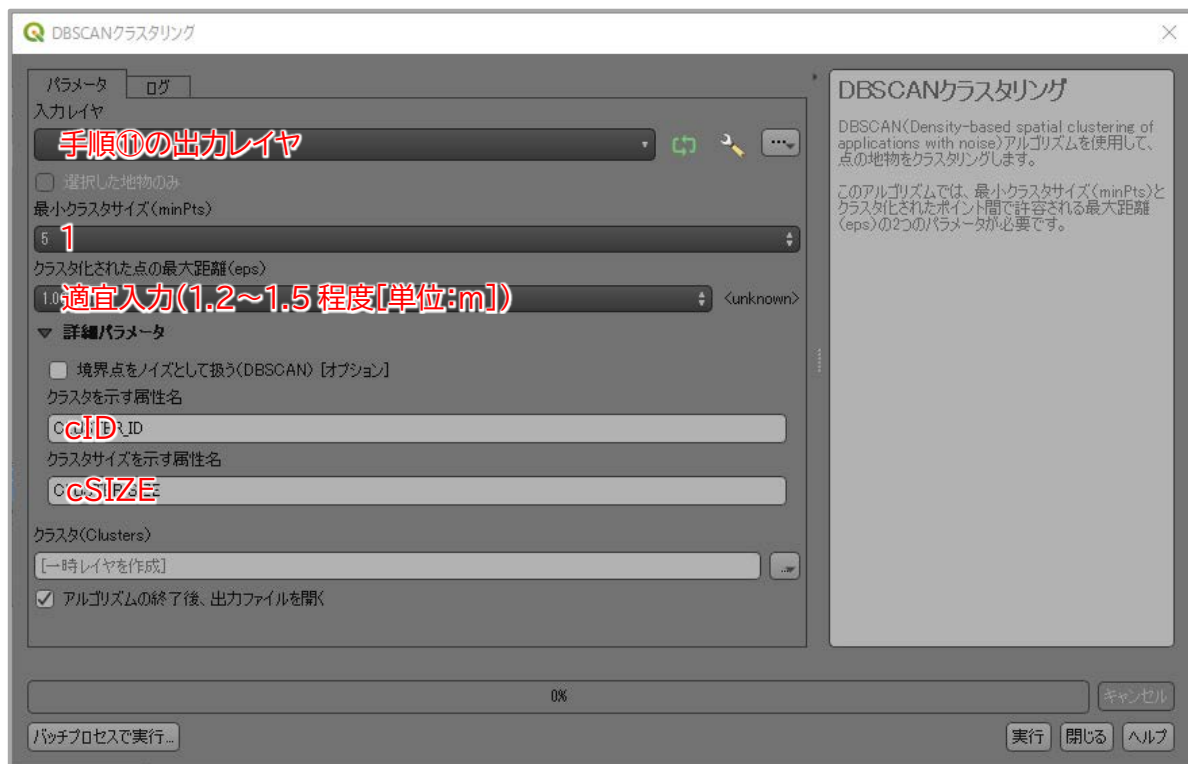 DBSCANクラスタリング
パラメータ ログ
入力レイヤ
手順⑪の出力レイヤ
選択した地物のみ
最小クラスタサイズ(minPts)
5 1
クラスタ化された点の最大距離(eps)
1.0 適宜入力(1.2～1.5程度[単位:m]) <unknown>
▼ 詳細パラメータ
境界点をノイズとして扱う(DBSCAN) [オプション]
クラスタを示す属性名
cID
クラスタサイズを示す属性名
cSIZE
クラスタ(Clusters)
[一時レイヤを作成]
アルゴリズムの終了後、出力ファイルを開く
DBSCANクラスタリング
DBSCAN(Density-based spatial clustering of
applications with noise)アルゴリズムを使用して、
点の地物をクラスタリングします。
このアルゴリズムでは、最小クラスタサイズ(minPts)と
クラスタ化されたポイント間で許容される最大距離
(eps)の2つのパラメータが必要です。
0% キャンセル
バッチプロセスで実行... 実行 閉じる ヘルプ